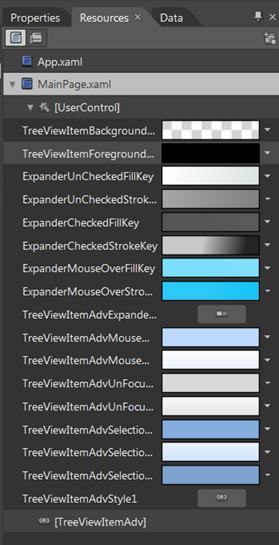 Properties Resources × Data
App.xaml
MainPage.xaml
[UserControl]
TreeViewItemBackground...
TreeViewItemForeground...
ExpanderUnCheckedFillKey
ExpanderUnCheckedStrok...
ExpanderCheckedFillKey
ExpanderCheckedStrokeKey
ExpanderMouseOverFillKey
ExpanderMouseOverStro...
TreeViewItemAdvExpande...
TreeViewItemAdvMouse...
TreeViewItemAdvMouse...
TreeViewItemAdvUnFocu...
TreeViewItemAdvUnFocu...
TreeViewItemAdvSelectio...
TreeViewItemAdvSelectio...
TreeViewItemAdvSelectio...
TreeViewItemAdvStyle1
[TreeViewItemAdv]